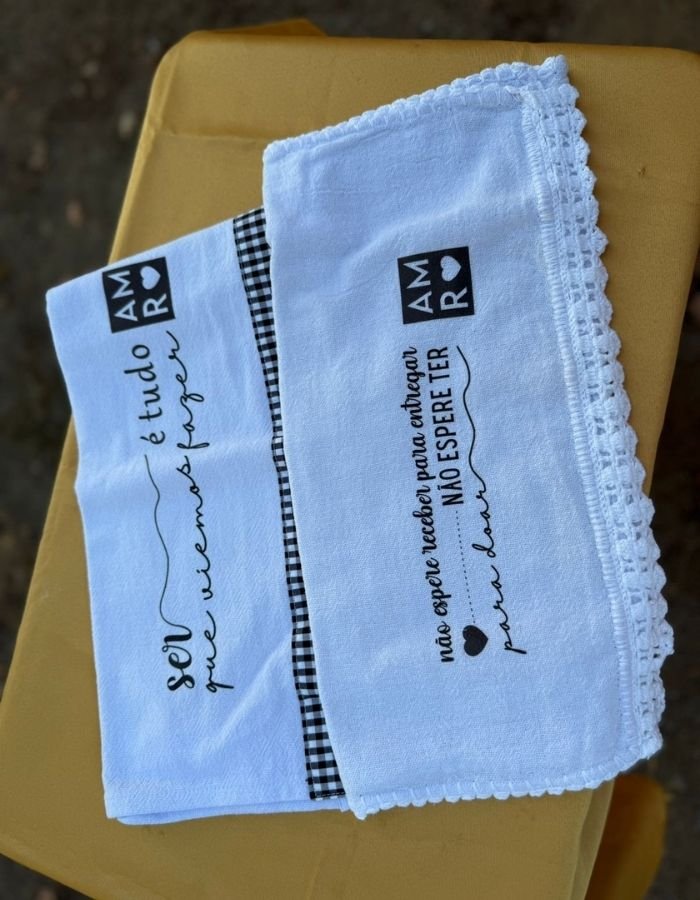 ser é tudo
que viemos fazer
AM
R
não espere receber para entregar
NÃO ESPERE TER
para doar
AM
R